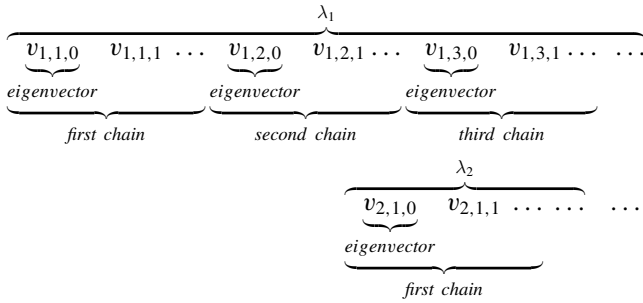 λ₁
v₁,₁,₀ v₁,₁,₁ ... v₁,₂,₀ v₁,₂,₁ ... v₁,₃,₀ v₁,₃,₁ ... ...
eigenvector eigenvector eigenvector
first chain second chain third chain
λ₂
v₂,₁,₀ v₂,₁,₁ ... ... ...
eigenvector
first chain